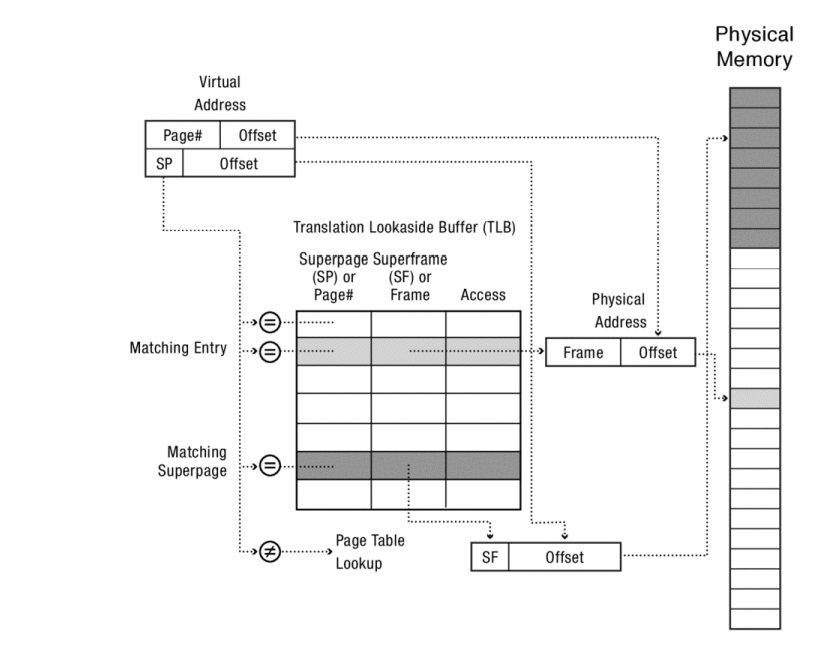 Physical
Memory
Virtual
Address
Page# Offset
SP Offset
Translation Lookaside Buffer (TLB)
Superpage Superframe
(SP) or (SF) or
Page# Frame Access
Physical
Address
=
Matching Entry = Frame Offset
Matching
Superpage =
Page Table
Lookup
≠
SF Offset